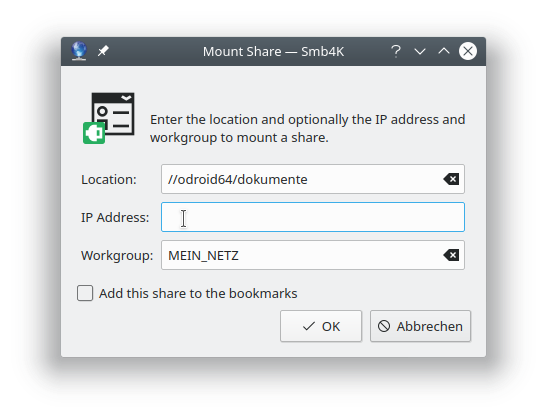 Mount Share — Smb4K
Enter the location and optionally the IP address and
workgroup to mount a share.
Location: //odroid64/dokumente
IP Address:
Workgroup: MEIN_NETZ
Add this share to the bookmarks
OK Abbrechen